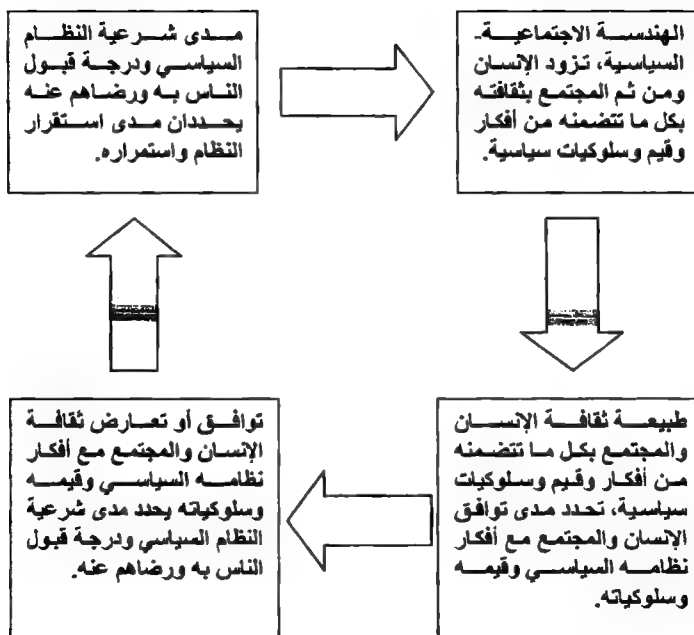 الهندسة الاجتماعية-
السياسية، تزود الإنسان
ومن ثم المجتمع بثقافته
بكل ما تتضمنه من أفكار
وقيم وسلوكيات سياسية.
مدى شرعية النظام
السياسي ودرجة قبول
الناس به ورضاهم عنه
يحددان مدى استقرار
النظام واستمراره.
طبيعة ثقافة الإنسان
والمجتمع بكل ما تتضمنه
من أفكار وقيم وسلوكيات
سياسية، تحدد مدى توافق
الإنسان والمجتمع مع أفكار
نظامه السياسي وقيمه
وسلوكياته.
توافق أو تعارض ثقافة
الإنسان والمجتمع مع أفكار
نظامه السياسي وقيمه
وسلوكياته يحدد مدى شرعية
النظام السياسي ودرجة قبول
الناس به ورضاهم عنه.